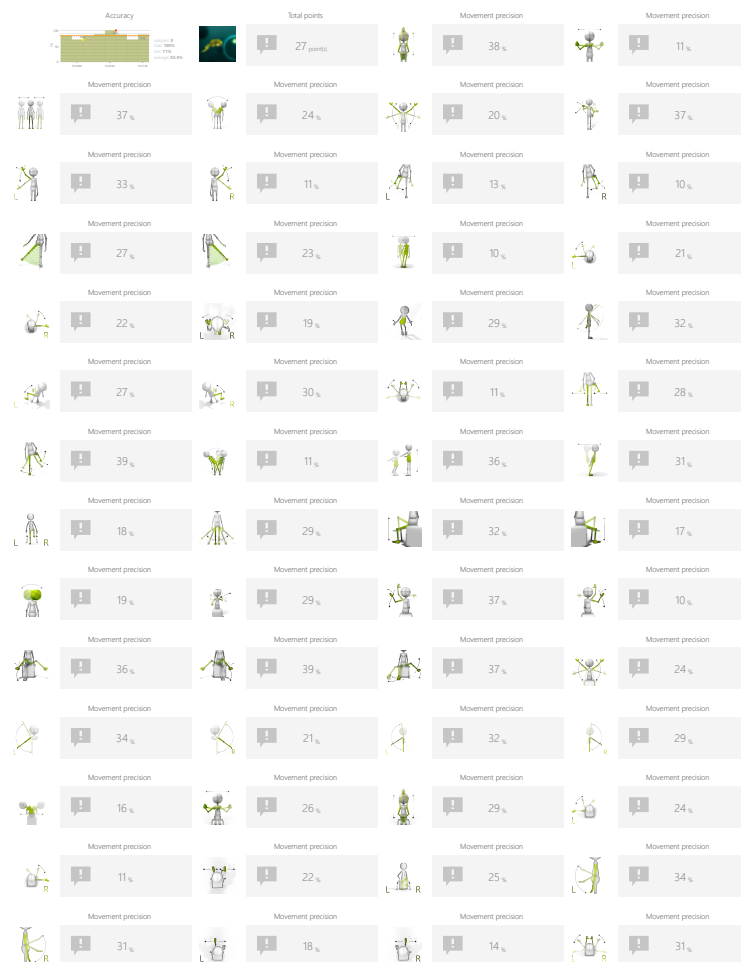 Accuracy
Total points
Movement precision
Movement precision
27 point(s)
38 %
11 %
Movement precision
Movement precision
Movement precision
Movement precision
37 %
24 %
20 %
37 %
Movement precision
Movement precision
Movement precision
Movement precision
L
33 %
R
11 %
L
13 %
R
10 %
Movement precision
Movement precision
Movement precision
Movement precision
27 %
23 %
10 %
L
21 %
Movement precision
Movement precision
Movement precision
Movement precision
R
22 %
L R
19 %
29 %
32 %
Movement precision
Movement precision
Movement precision
Movement precision
L
27 %
R
30 %
11 %
28 %
Movement precision
Movement precision
Movement precision
Movement precision
39 %
11 %
36 %
31 %
Movement precision
Movement precision
Movement precision
Movement precision
L R
18 %
29 %
32 %
17 %
Movement precision
Movement precision
Movement precision
Movement precision
19 %
29 %
37 %
10 %
Movement precision
Movement precision
Movement precision
Movement precision
36 %
39 %
37 %
24 %
Movement precision
Movement precision
Movement precision
Movement precision
L
34 %
R
21 %
L
32 %
R
29 %
Movement precision
Movement precision
Movement precision
Movement precision
16 %
26 %
29 %
L
24 %
Movement precision
Movement precision
Movement precision
Movement precision
R
11 %
22 %
L R
25 %
L
34 %
Movement precision
Movement precision
Movement precision
Movement precision
R
31 %
L
18 %
R
14 %
L R
31 %